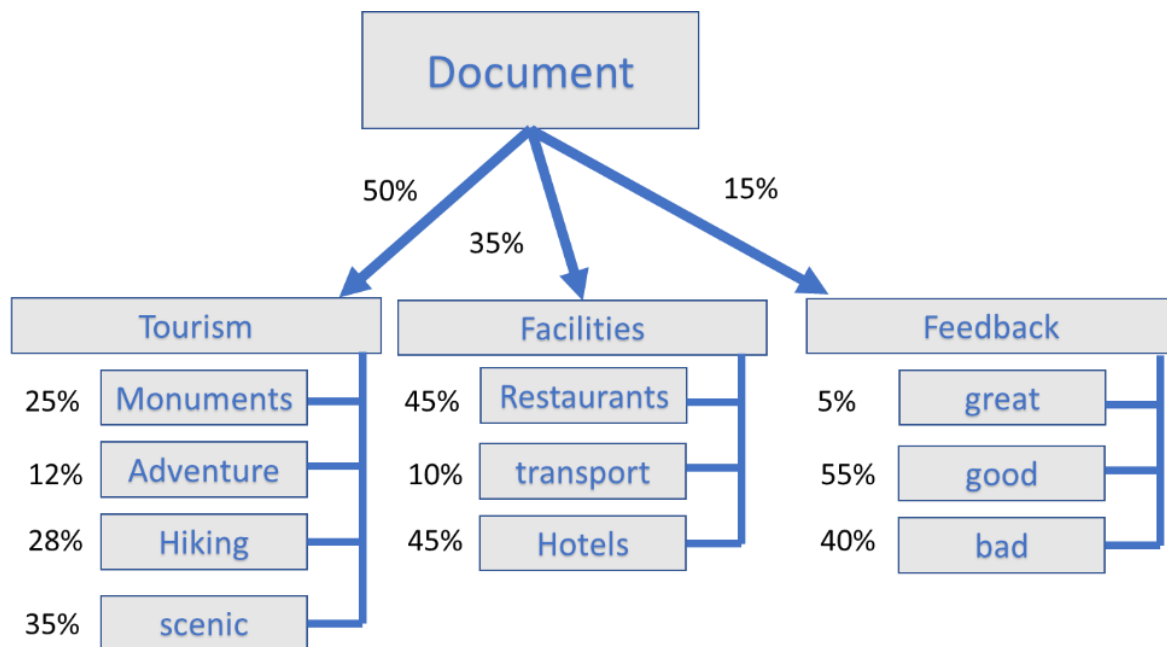 Document
50%
35%
15%
Tourism
25% Monuments
12% Adventure
28% Hiking
35% scenic
Facilities
45% Restaurants
10% transport
45% Hotels
Feedback
5% great
55% good
40% bad